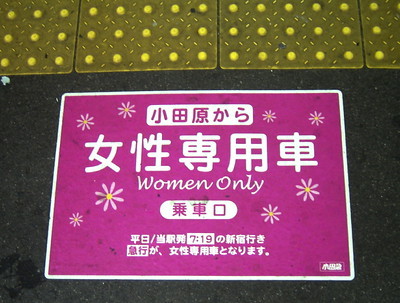 小田原から
女性専用車
Women Only
乗車口
平日/当駅発 7:19 の新宿行き
急行が、女性専用車となります。
小田急